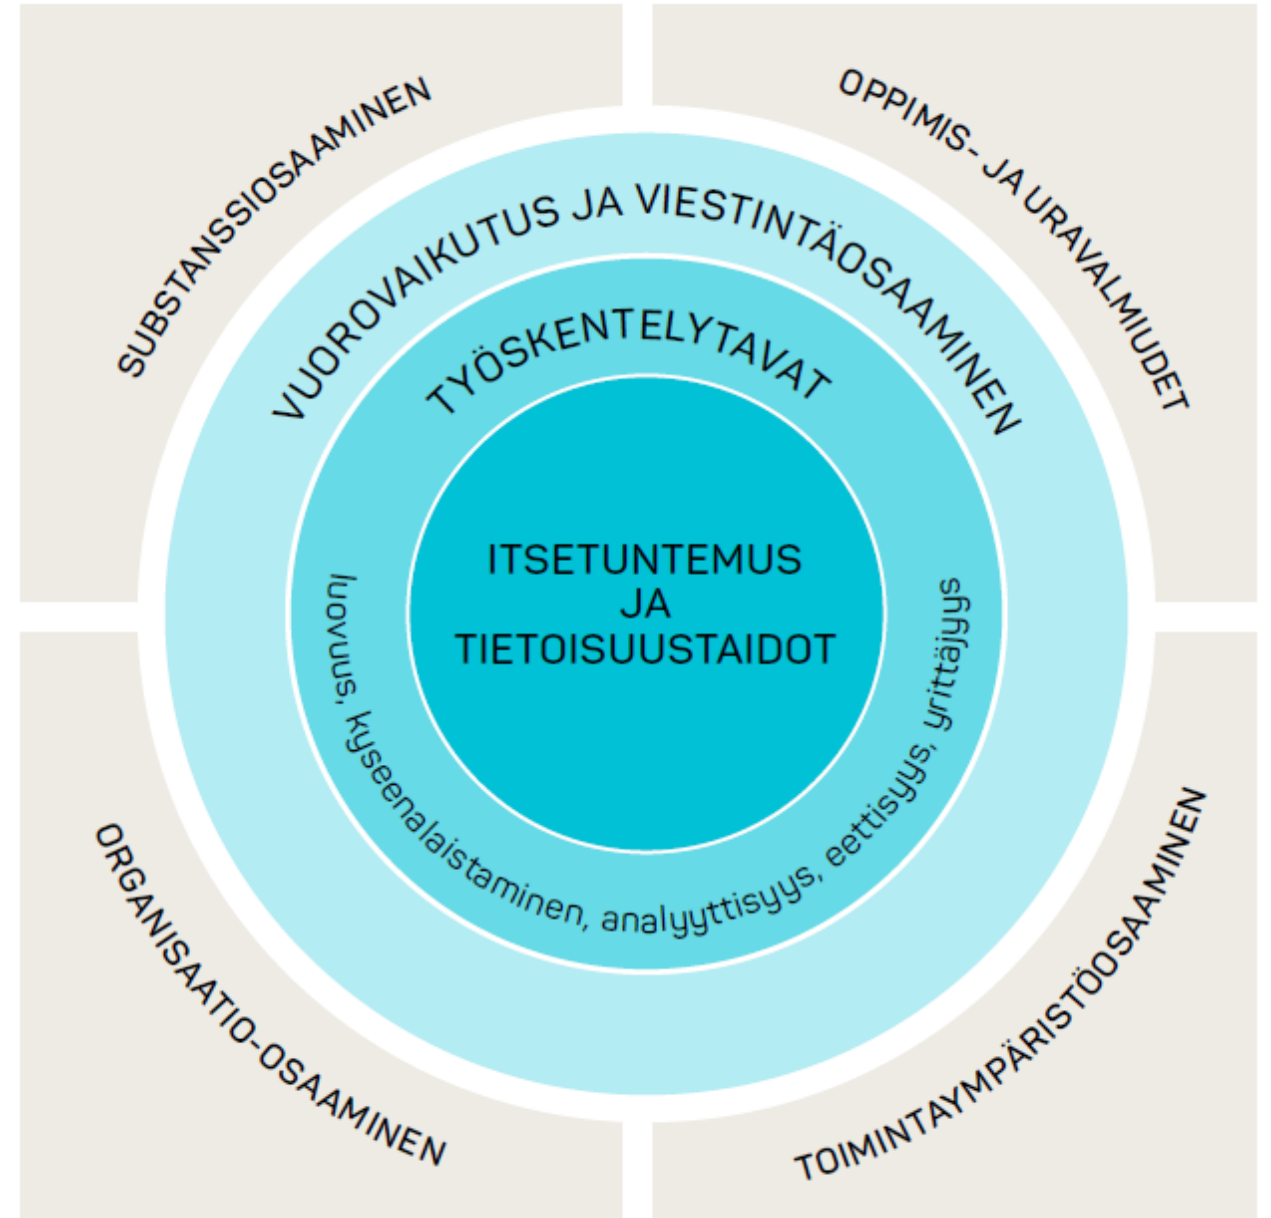 SUBSTANSSIOSAAMINEN
OPPIMIS- JA URAVALMIUDET
VUOROVAIKUTUS JA VIESTINTÄOSAAMINEN
TYÖSKENTELYTAVAT
ITSETUNTEMUS
JA
TIETOISUUSTAIDOT
luovuus, kyseenalaistaminen, analyyttisyys, eettisyys, yrittäjyys
ORGANISAATIO-OSAAMINEN
TOIMINTAYMPÄRISTÖOSAAMINEN